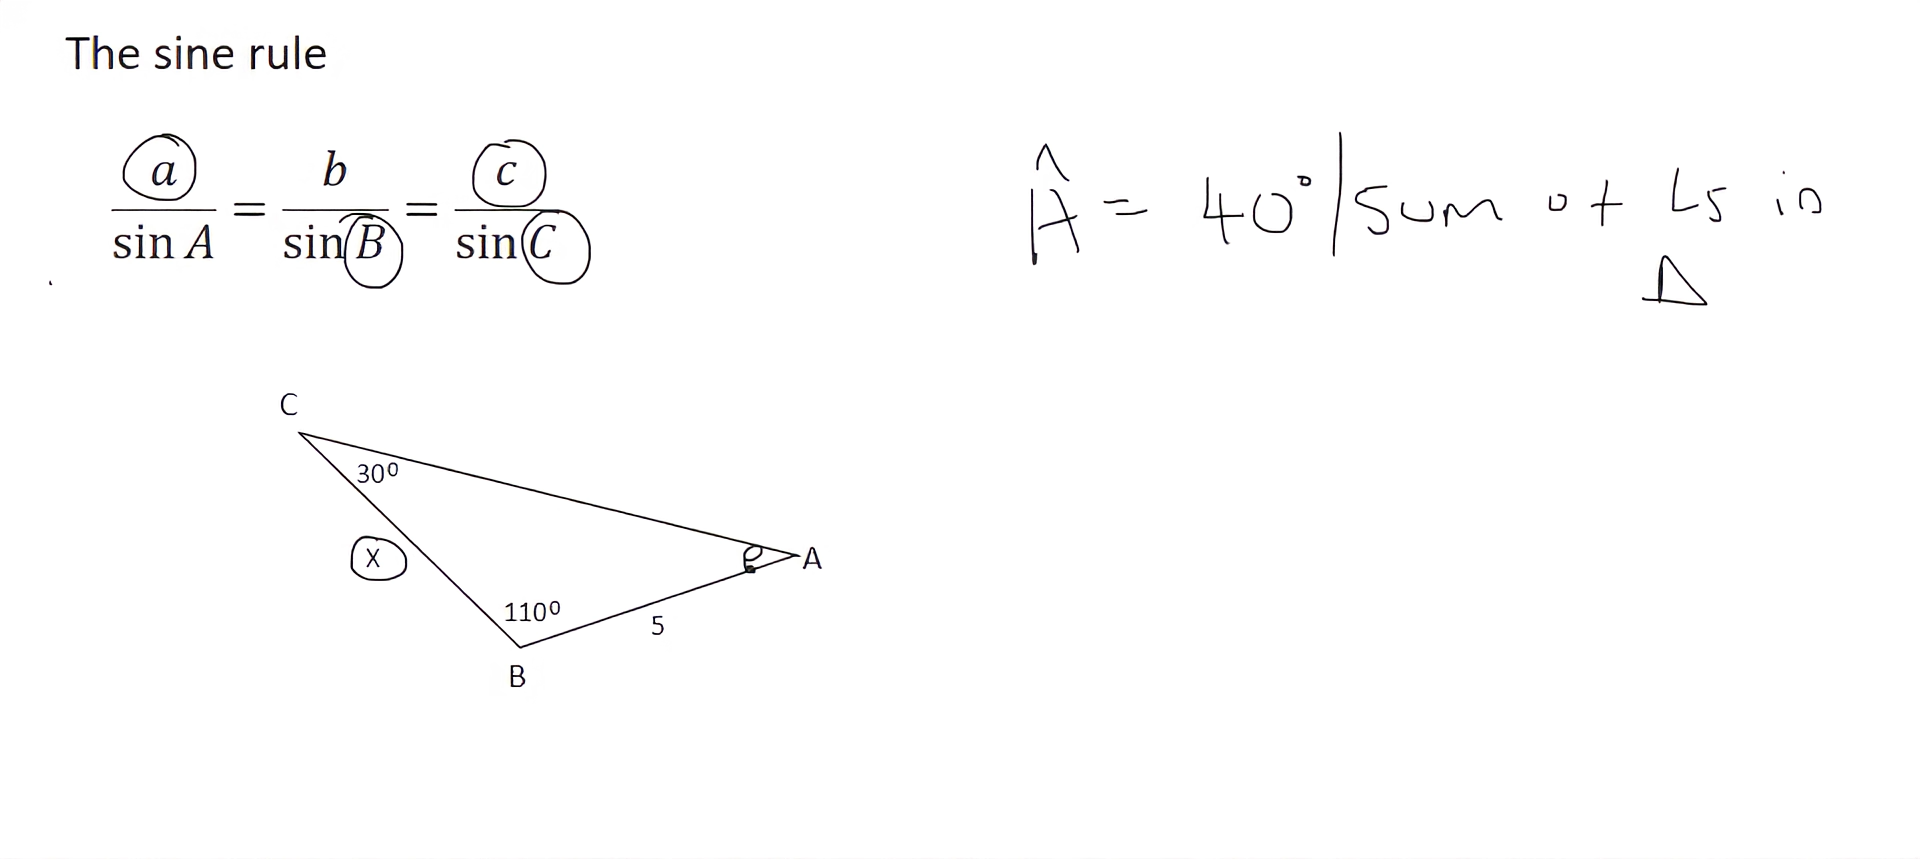 The sine rule
a/sin A = b/sin B = c/sin C
Â = 40° | Sum of ∠s in
Δ
C
30⁰
X
A
110⁰
5
B